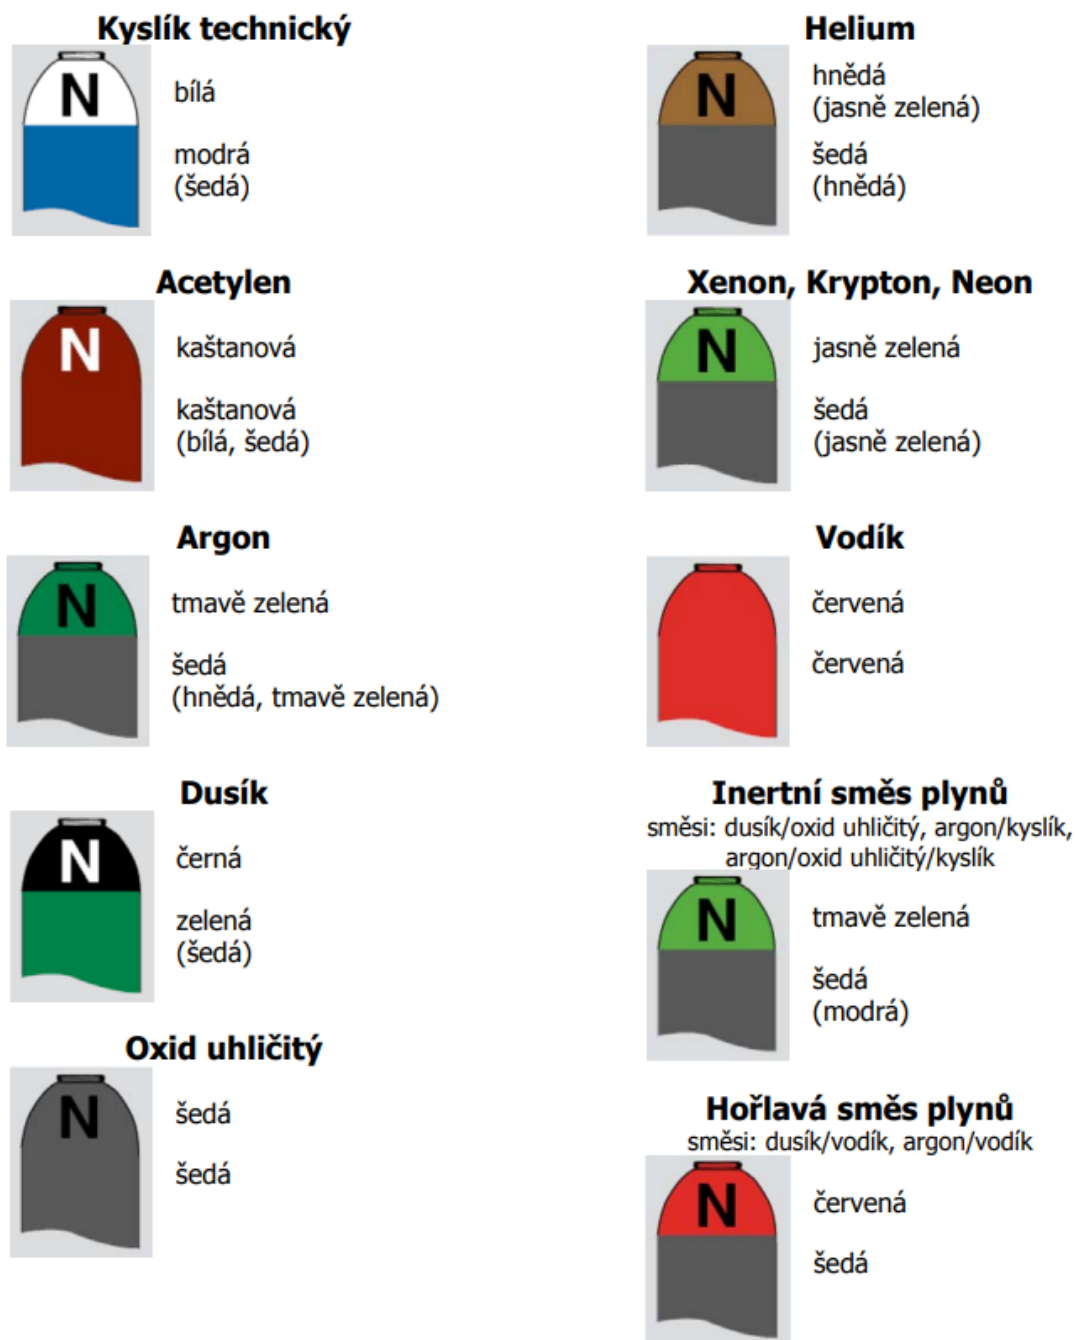 Kyslík technický
N
bílá
modrá
(šedá)
Acetylen
N
kaštanová
kaštanová
(bílá, šedá)
Argon
N
tmavě zelená
šedá
(hnědá, tmavě zelená)
Dusík
N
černá
zelená
(šedá)
Oxid uhličitý
N
šedá
šedá
Helium
N
hnědá
(jasně zelená)
šedá
(hnědá)
Xenon, Krypton, Neon
N
jasně zelená
šedá
(jasně zelená)
Vodík
červená
červená
Inertní směs plynů
směsi: dusík/oxid uhličitý, argon/kyslík,
argon/oxid uhličitý/kyslík
N
tmavě zelená
šedá
(modrá)
Hořlavá směs plynů
směsi: dusík/vodík, argon/vodík
N
červená
šedá